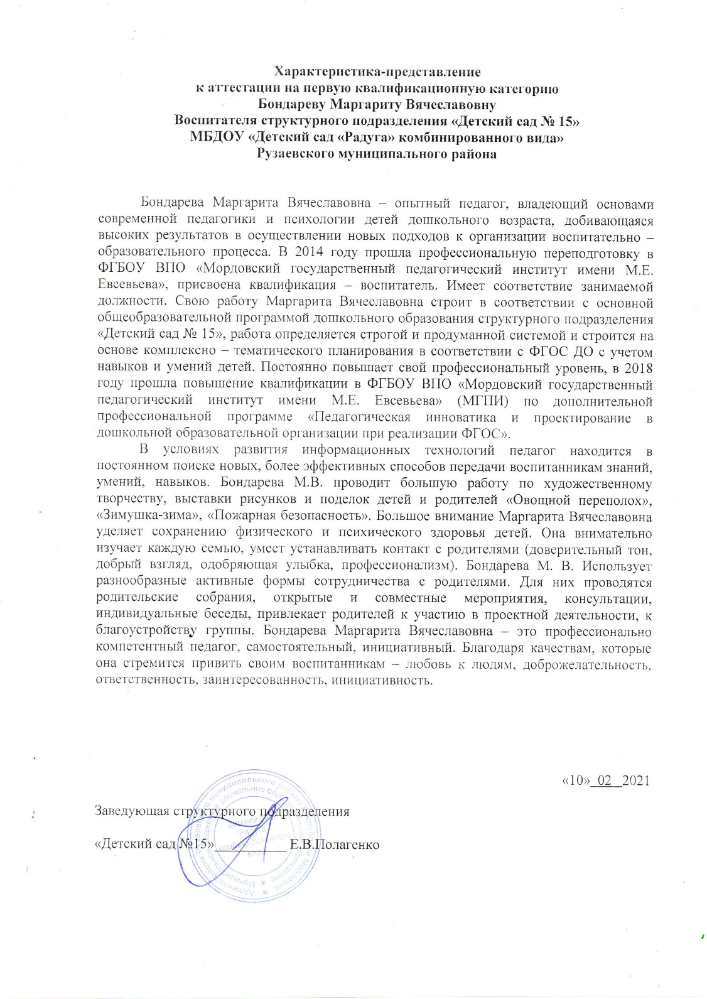 Характеристика-представление
к аттестации на первую квалификационную категорию
Бондареву Маргариту Вячеславовну
Воспитателя структурного подразделения «Детский сад № 15»
МБДОУ «Детский сад «Радуга» комбинированного вида»
Рузаевского муниципального района
Бондарева Маргарита Вячеславовна – опытный педагог, владеющий основами
современной педагогики и психологии детей дошкольного возраста, добивающаяся
высоких результатов в осуществлении новых подходов к организации воспитательно –
образовательного процесса. В 2014 году прошла профессиональную переподготовку в
ФГБОУ ВПО «Мордовский государственный педагогический институт имени М.Е.
Евсевьева», присвоена квалификация – воспитатель. Имеет соответствие занимаемой
должности. Свою работу Маргарита Вячеславовна строит в соответствии с основной
общеобразовательной программой дошкольного образования структурного подразделения
«Детский сад № 15», работа определяется строгой и продуманной системой и строится на
основе комплексно – тематического планирования в соответствии с ФГОС ДО с учетом
навыков и умений детей. Постоянно повышает свой профессиональный уровень, в 2018
году прошла повышение квалификации в ФГБОУ ВПО «Мордовский государственный
педагогический институт имени М.Е. Евсевьева» (МГПИ) по дополнительной
профессиональной программе «Педагогическая инноватика и проектирование в
дошкольной образовательной организации при реализации ФГОС».
В условиях развития информационных технологий педагог находится в
постоянном поиске новых, более эффективных способов передачи воспитанникам знаний,
умений, навыков. Бондарева М.В. проводит большую работу по художественному
творчеству, выставки рисунков и поделок детей и родителей «Овощной переполох»,
«Зимушка-зима», «Пожарная безопасность». Большое внимание Маргарита Вячеславовна
уделяет сохранению физического и психического здоровья детей. Она внимательно
изучает каждую семью, умеет устанавливать контакт с родителями (доверительный тон,
добрый взгляд, одобряющая улыбка, профессионализм). Бондарева М. В. Использует
разнообразные активные формы сотрудничества с родителями. Для них проводятся
родительские собрания, открытые и совместные мероприятия, консультации,
индивидуальные беседы, привлекает родителей к участию в проектной деятельности, к
благоустройству группы. Бондарева Маргарита Вячеславовна – это профессионально
компетентный педагог, самостоятельный, инициативный. Благодаря качествам, которые
она стремится привить своим воспитанникам – любовь к людям, доброжелательность,
ответственность, заинтересованность, инициативность.
«10» 02 2021
Заведующая структурного подразделения
«Детский сад №15»__________ Е.В.Полагенко